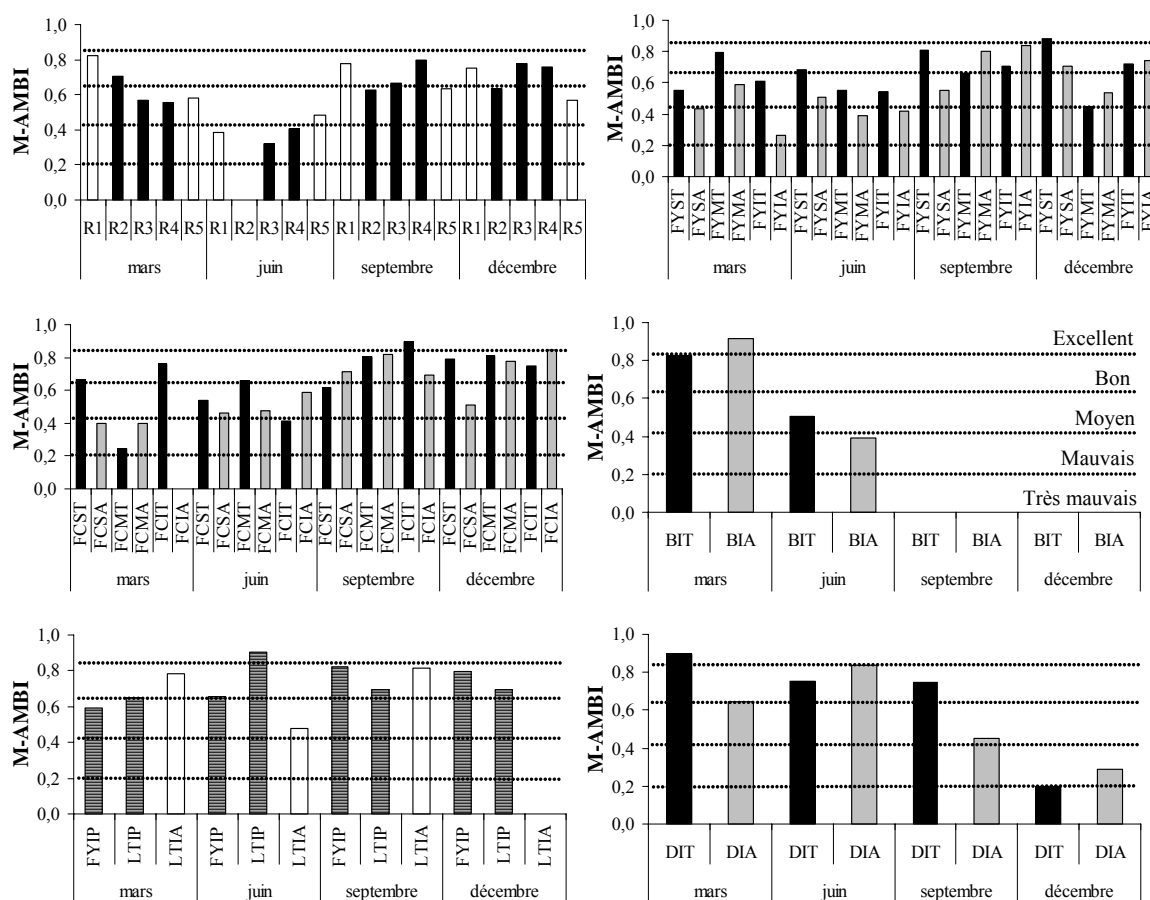 M-AMBI
1,0
0,8
0,6
0,4
0,2
0,0
R1 R2 R3 R4 R5 R1 R2 R3 R4 R5 R1 R2 R3 R4 R5 R1 R2 R3 R4 R5
mars juin septembre décembre
M-AMBI
1,0
0,8
0,6
0,4
0,2
0,0
FYST FYSA FYMT FYMA FYIT FYIA FYST FYSA FYMT FYMA FYIT FYIA FYST FYSA FYMT FYMA FYIT FYIA FYST FYSA FYMT FYMA FYIT FYIA
mars juin septembre décembre
M-AMBI
1,0
0,8
0,6
0,4
0,2
0,0
FCST FCSA FCMT FCMA FCIT FCIA FCST FCSA FCMT FCMA FCIT FCIA FCST FCSA FCMT FCMA FCIT FCIA FCST FCSA FCMT FCMA FCIT FCIA
mars juin septembre décembre
M-AMBI
1,0
0,8
0,6
0,4
0,2
0,0
Excellent
Bon
Moyen
Mauvais
Très mauvais
BIT BIA BIT BIA BIT BIA BIT BIA
mars juin septembre décembre
M-AMBI
1,0
0,8
0,6
0,4
0,2
0,0
FYIP LTIP LTIA FYIP LTIP LTIA FYIP LTIP LTIA FYIP LTIP LTIA
mars juin septembre décembre
M-AMBI
1,0
0,8
0,6
0,4
0,2
0,0
DIT DIA DIT DIA DIT DIA DIT DIA
mars juin septembre décembre